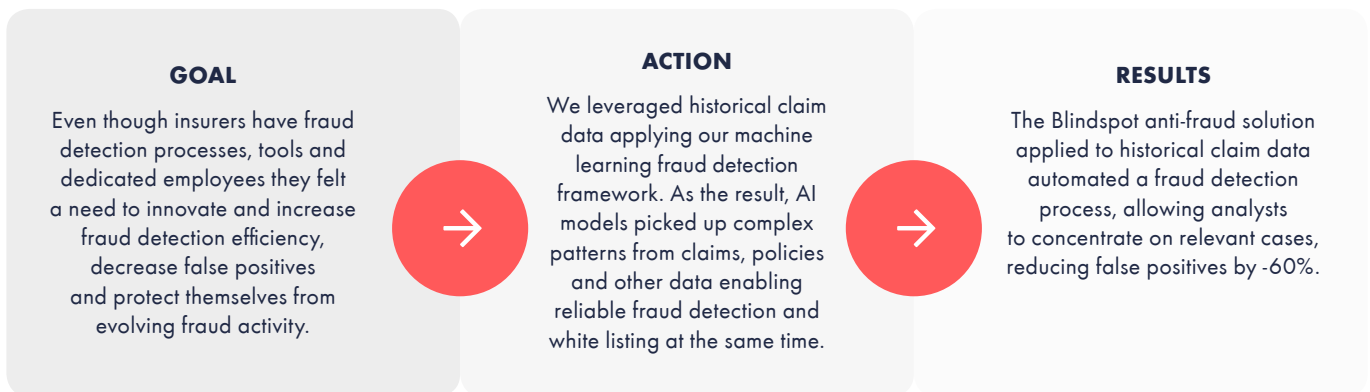 GOAL
Even though insurers have fraud
detection processes, tools and
dedicated employees they felt
a need to innovate and increase
fraud detection efficiency,
decrease false positives
and protect themselves from
evolving fraud activity.
ACTION
We leveraged historical claim
data applying our machine
learning fraud detection
framework. As the result, AI
models picked up complex
patterns from claims, policies
and other data enabling
reliable fraud detection and
white listing at the same time.
RESULTS
The Blindspot anti-fraud solution
applied to historical claim data
automated a fraud detection
process, allowing analysts
to concentrate on relevant cases,
reducing false positives by -60%.